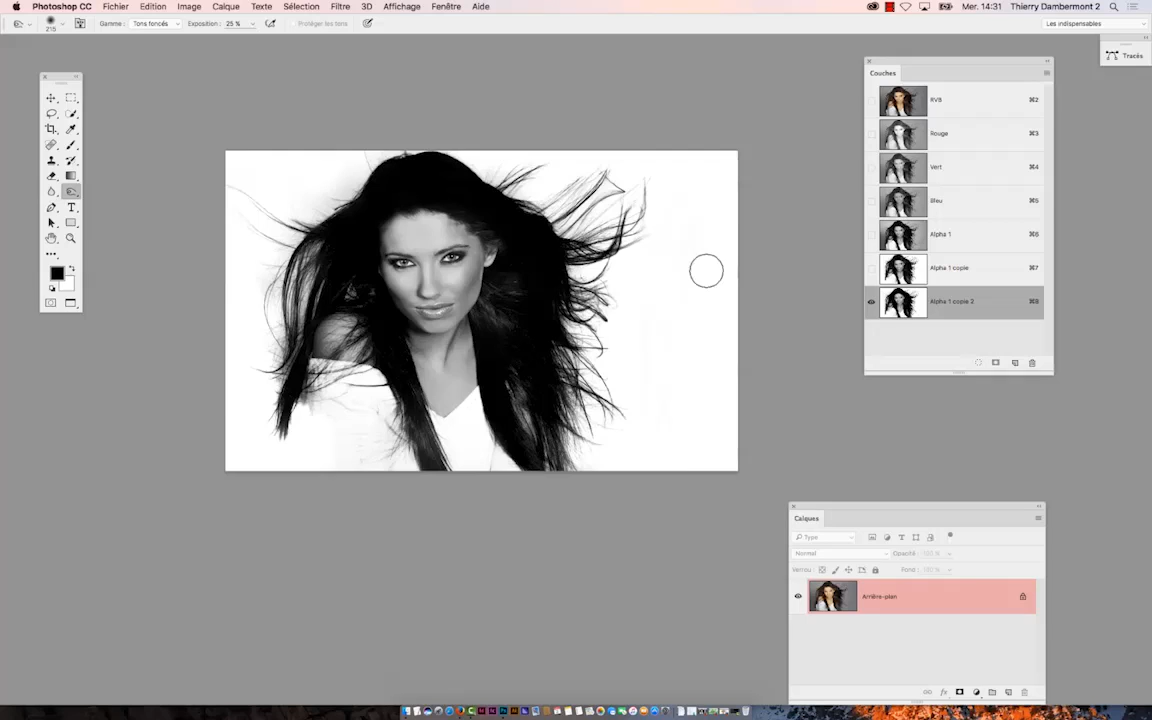 Photoshop CC Fichier Edition Image Calque Texte Sélection Filtre 3D Affichage Fenêtre Aide Mer. 14:31 Thierry Dambermont 2
215 Gamme : Tons foncés Exposition : 25 % Protéger les tons Les indispensables
Tracés
Couches
RVB ⌘2
Rouge ⌘3
Vert ⌘4
Bleu ⌘5
Alpha 1 ⌘6
Alpha 1 copie ⌘7
Alpha 1 copie 2 ⌘8
Calques
Type
Normal Opacité : 100 %
Verrou : Fond : 100 %
Arrière-plan